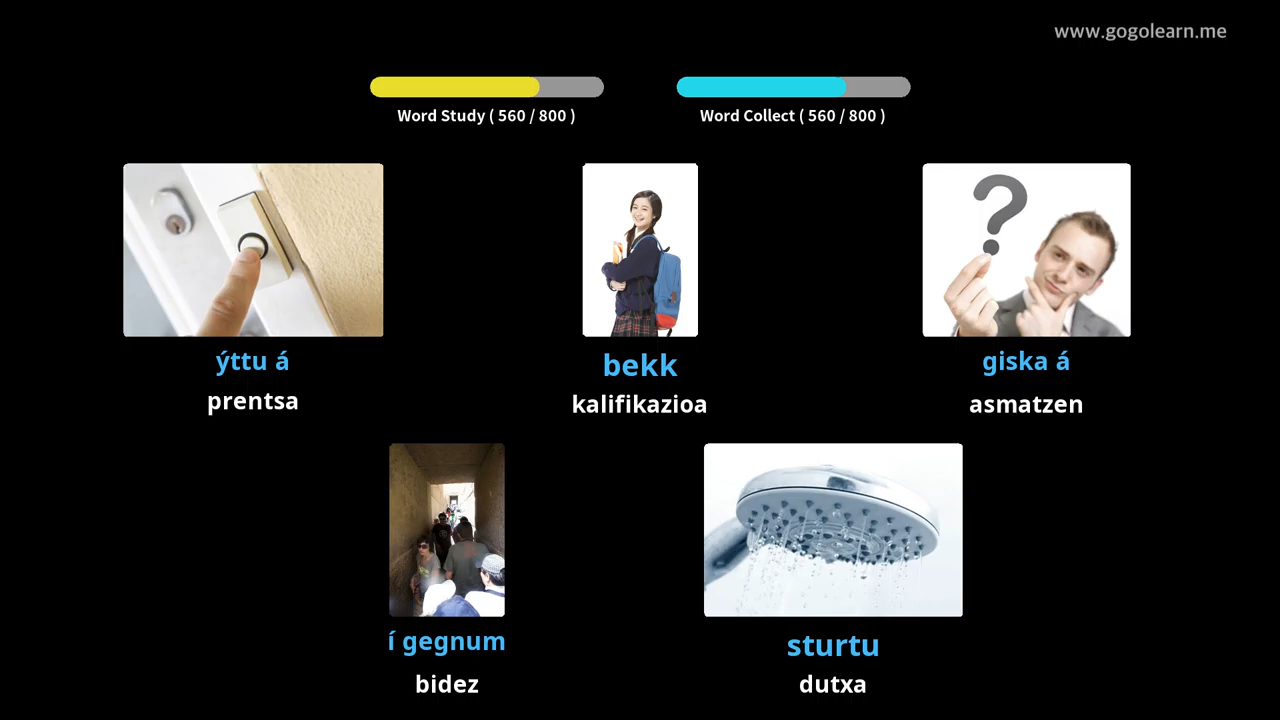 www.gogolearn.me
Word Study ( 560 / 800 )
Word Collect ( 560 / 800 )
ýttu á
prentsa
bekk
kalifikazioa
giska á
asmatzen
í gegnum
bidez
sturtu
dutxa